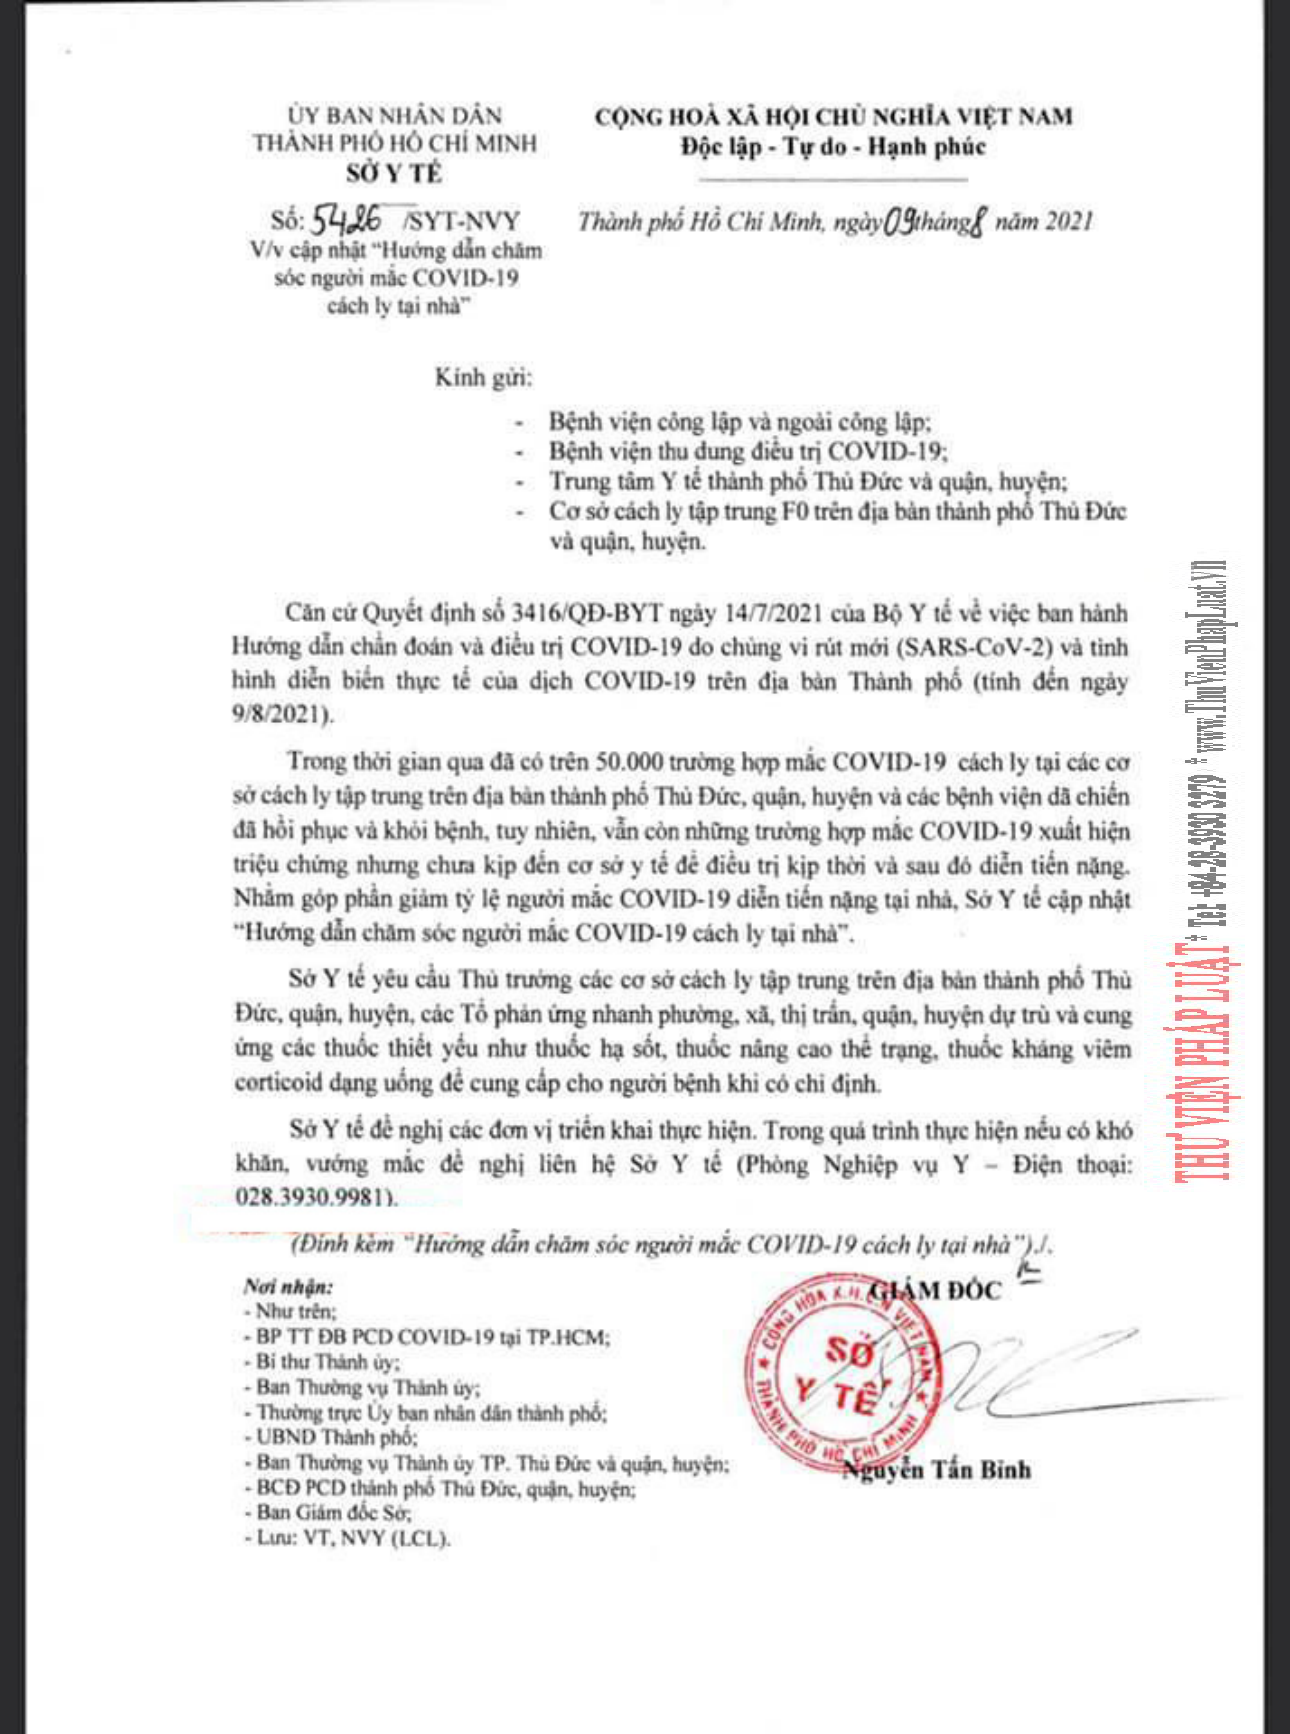 ỦY BAN NHÂN DÂN
THÀNH PHỐ HỒ CHÍ MINH
SỞ Y TẾ
CỘNG HOÀ XÃ HỘI CHỦ NGHĨA VIỆT NAM
Độc lập - Tự do - Hạnh phúc
Số: 5426 /SYT-NVY
V/v cập nhật “Hướng dẫn chăm
sóc người mắc COVID-19
cách ly tại nhà”
Thành phố Hồ Chí Minh, ngày 09 tháng 8 năm 2021
Kính gửi:
- Bệnh viện công lập và ngoài công lập;
- Bệnh viện thu dung điều trị COVID-19;
- Trung tâm Y tế thành phố Thủ Đức và quận, huyện;
- Cơ sở cách ly tập trung F0 trên địa bàn thành phố Thủ Đức
và quận, huyện.
Căn cứ Quyết định số 3416/QĐ-BYT ngày 14/7/2021 của Bộ Y tế về việc ban hành
Hướng dẫn chẩn đoán và điều trị COVID-19 do chủng vi rút mới (SARS-CoV-2) và tình
hình diễn biến thực tế của dịch COVID-19 trên địa bàn Thành phố (tính đến ngày
9/8/2021).
Trong thời gian qua đã có trên 50.000 trường hợp mắc COVID-19 cách ly tại các cơ
sở cách ly tập trung trên địa bàn thành phố Thủ Đức, quận, huyện và các bệnh viện dã chiến
đã hồi phục và khỏi bệnh, tuy nhiên, vẫn còn những trường hợp mắc COVID-19 xuất hiện
triệu chứng nhưng chưa kịp đến cơ sở y tế để điều trị kịp thời và sau đó diễn tiến nặng.
Nhằm góp phần giảm tỷ lệ người mắc COVID-19 diễn tiến nặng tại nhà, Sở Y tế cập nhật
“Hướng dẫn chăm sóc người mắc COVID-19 cách ly tại nhà”.
Sở Y tế yêu cầu Thủ trưởng các cơ sở cách ly tập trung trên địa bàn thành phố Thủ
Đức, quận, huyện, các Tổ phản ứng nhanh phường, xã, thị trấn, quận, huyện dự trù và cung
ứng các thuốc thiết yếu như thuốc hạ sốt, thuốc nâng cao thể trạng, thuốc kháng viêm
corticoid dạng uống để cung cấp cho người bệnh khi có chỉ định.
Sở Y tế đề nghị các đơn vị triển khai thực hiện. Trong quá trình thực hiện nếu có khó
khăn, vướng mắc đề nghị liên hệ Sở Y tế (Phòng Nghiệp vụ Y – Điện thoại:
028.3930.9981).
(Đính kèm “Hướng dẫn chăm sóc người mắc COVID-19 cách ly tại nhà”)./.
Nơi nhận:
- Như trên;
- BP TT ĐB PCD COVID-19 tại TP.HCM;
- Bí thư Thành ủy;
- Ban Thường vụ Thành ủy;
- Thường trực Ủy ban nhân dân thành phố;
- UBND Thành phố;
- Ban Thường vụ Thành ủy TP. Thủ Đức và quận, huyện;
- BCĐ PCD thành phố Thủ Đức, quận, huyện;
- Ban Giám đốc Sở;
- Lưu: VT, NVY (LCL).
GIÁM ĐỐC
CỘNG HÒA X.H.C.N VIỆT NAM
SỞ
Y TẾ
THÀNH PHỐ HỒ CHÍ MINH
Nguyễn Tấn Bỉnh
THƯ VIỆN PHÁP LUẬT * Tel: +84-28-3930 3279 * www.ThuVienPhapLuat.vn